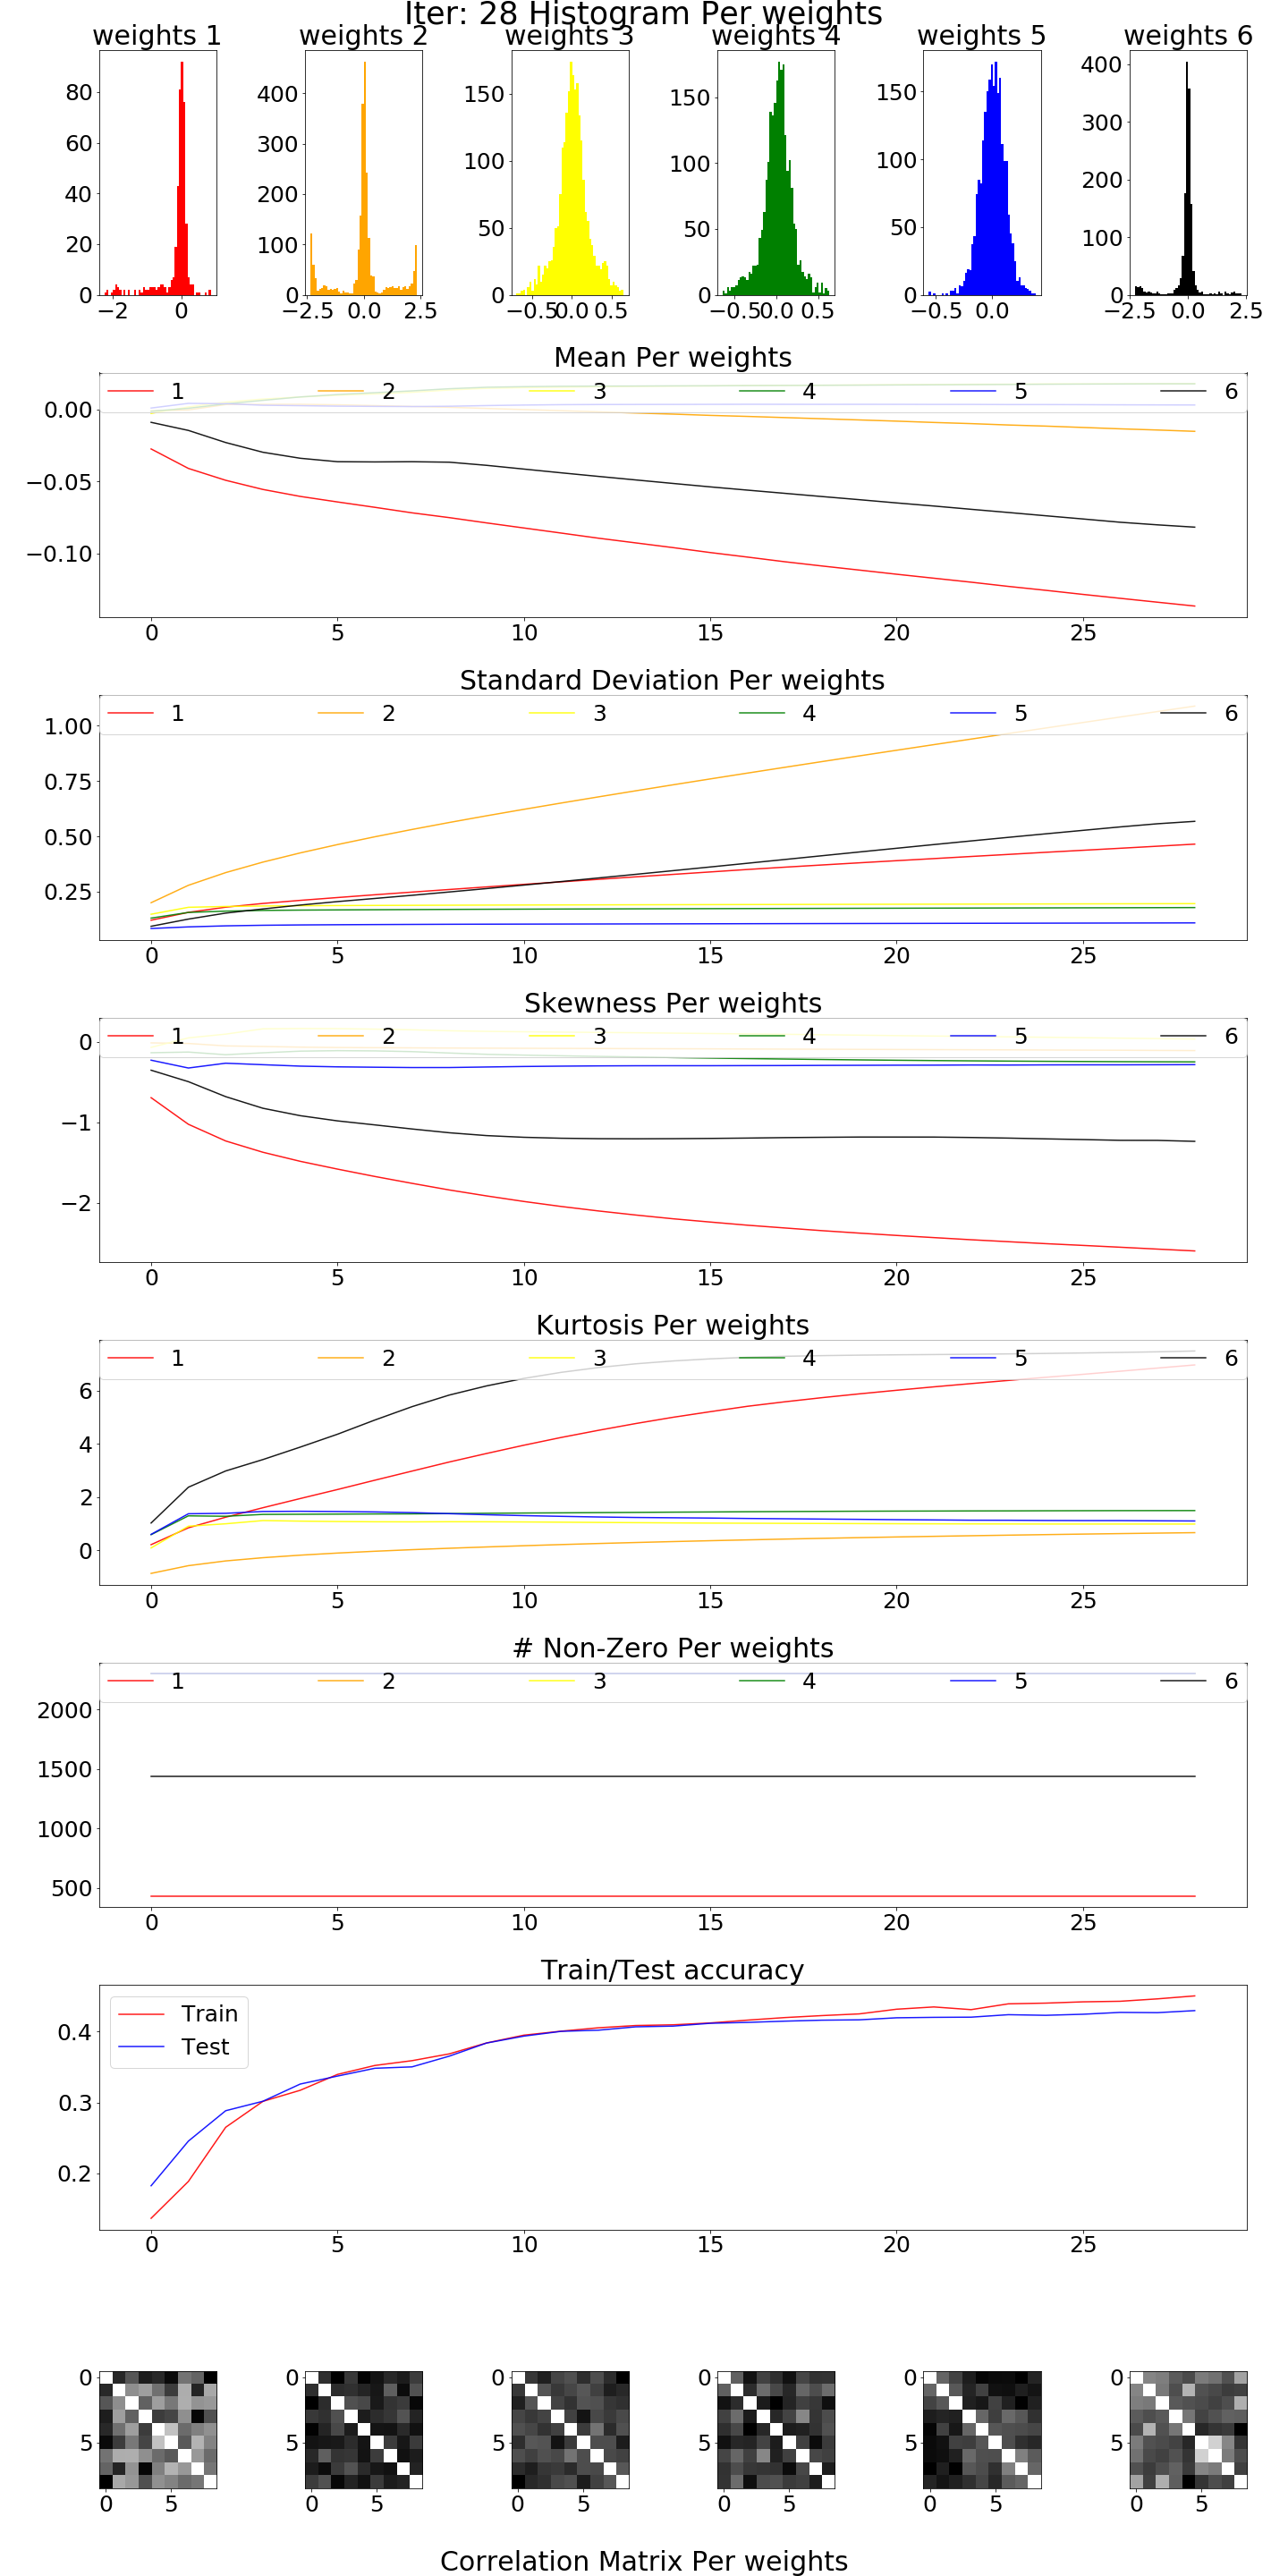 Iter: 28 Histogram Per weights
weights 1 weights 2 weights 3 weights 4 weights 5 weights 6
80
60
40
20
0
−2 0
400
300
200
100
0
−2.5 0.0 2.5
150
100
50
0
−0.5 0.0 0.5
150
100
50
0
−0.5 0.0 0.5
150
100
50
0
−0.5 0.0
400
300
200
100
0
−2.5 0.0 2.5
Mean Per weights
1 2 3 4 5 6
0.00
−0.05
−0.10
0 5 10 15 20 25
Standard Deviation Per weights
1 2 3 4 5 6
1.00
0.75
0.50
0.25
0 5 10 15 20 25
Skewness Per weights
1 2 3 4 5 6
0
−1
−2
0 5 10 15 20 25
Kurtosis Per weights
1 2 3 4 5 6
6
4
2
0
0 5 10 15 20 25
# Non-Zero Per weights
1 2 3 4 5 6
2000
1500
1000
500
0 5 10 15 20 25
Train/Test accuracy
Train
Test
0.4
0.3
0.2
0 5 10 15 20 25
0 0 0 0 0 0
5 5 5 5 5 5
0 5 0 5 0 5 0 5 0 5 0 5
Correlation Matrix Per weights